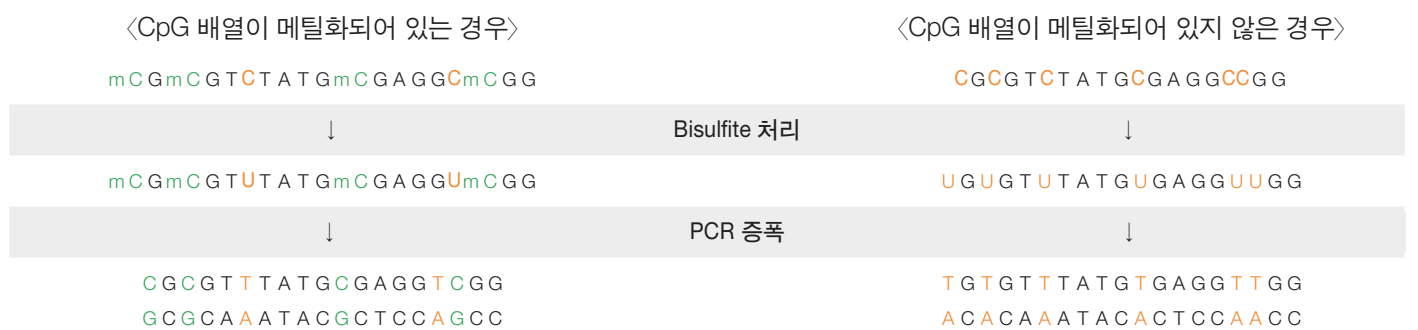 〈CpG 배열이 메틸화되어 있는 경우〉 〈CpG 배열이 메틸화되어 있지 않은 경우〉
mCGmCGTCTATGmCGAGGCmCGG CGCGTCTATGCGAGGCCGG
↓ Bisulfite 처리 ↓
mCGmCGTUTATGmCGAGGUmCGG UGUGTUTATGUGAGGUUGG
↓ PCR 증폭 ↓
CGCGTTTATGCGAGGTCGG TGTGTTTATGTGAGGTTGG
GCGCAAATACGCTCCAGCC ACACAAATACACTCCAACC